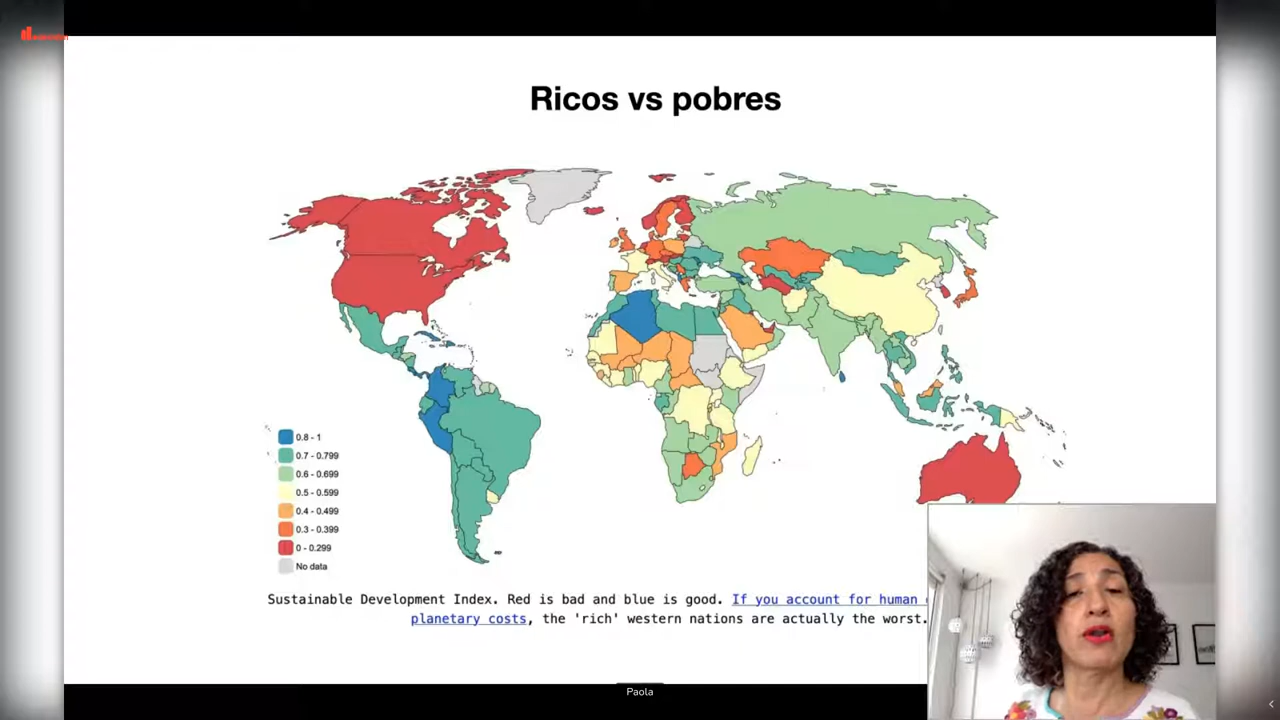 Ricos vs pobres
0.8 - 1
0.7 - 0.799
0.6 - 0.699
0.5 - 0.599
0.4 - 0.499
0.3 - 0.399
0 - 0.299
No data
Sustainable Development Index. Red is bad and blue is good. If you account for human
planetary costs, the 'rich' western nations are actually the worst.
Paola